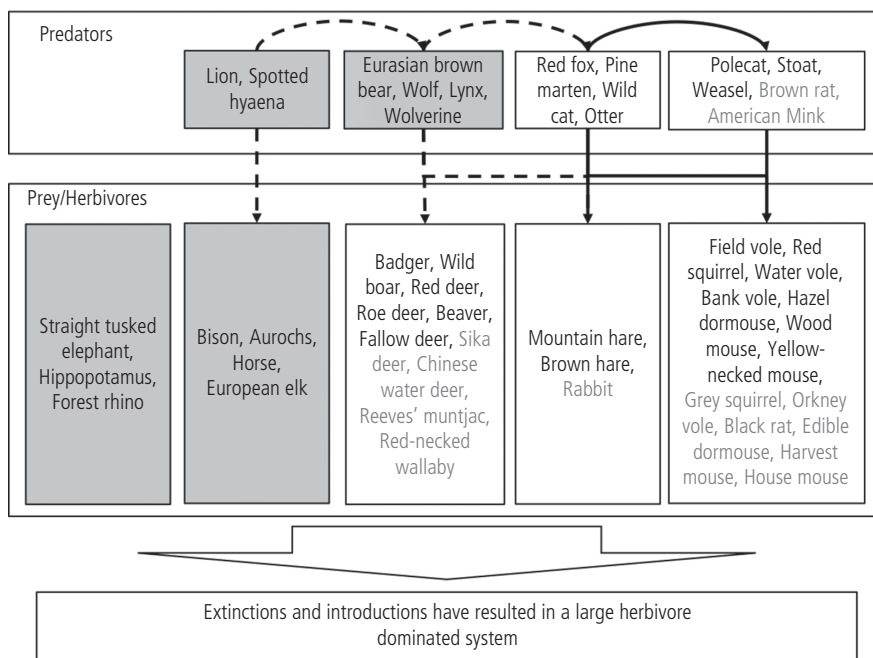 Predators
Lion, Spotted
hyaena
Eurasian brown
bear, Wolf, Lynx,
Wolverine
Red fox, Pine
marten, Wild
cat, Otter
Polecat, Stoat,
Weasel, Brown rat,
American Mink
Prey/Herbivores
Straight tusked
elephant,
Hippopotamus,
Forest rhino
Bison, Aurochs,
Horse,
European elk
Badger, Wild
boar, Red deer,
Roe deer, Beaver,
Fallow deer, Sika
deer, Chinese
water deer,
Reeves’ muntjac,
Red-necked
wallaby
Mountain hare,
Brown hare,
Rabbit
Field vole, Red
squirrel, Water vole,
Bank vole, Hazel
dormouse, Wood
mouse, Yellow-
necked mouse,
Grey squirrel, Orkney
vole, Black rat, Edible
dormouse, Harvest
mouse, House mouse
Extinctions and introductions have resulted in a large herbivore
dominated system